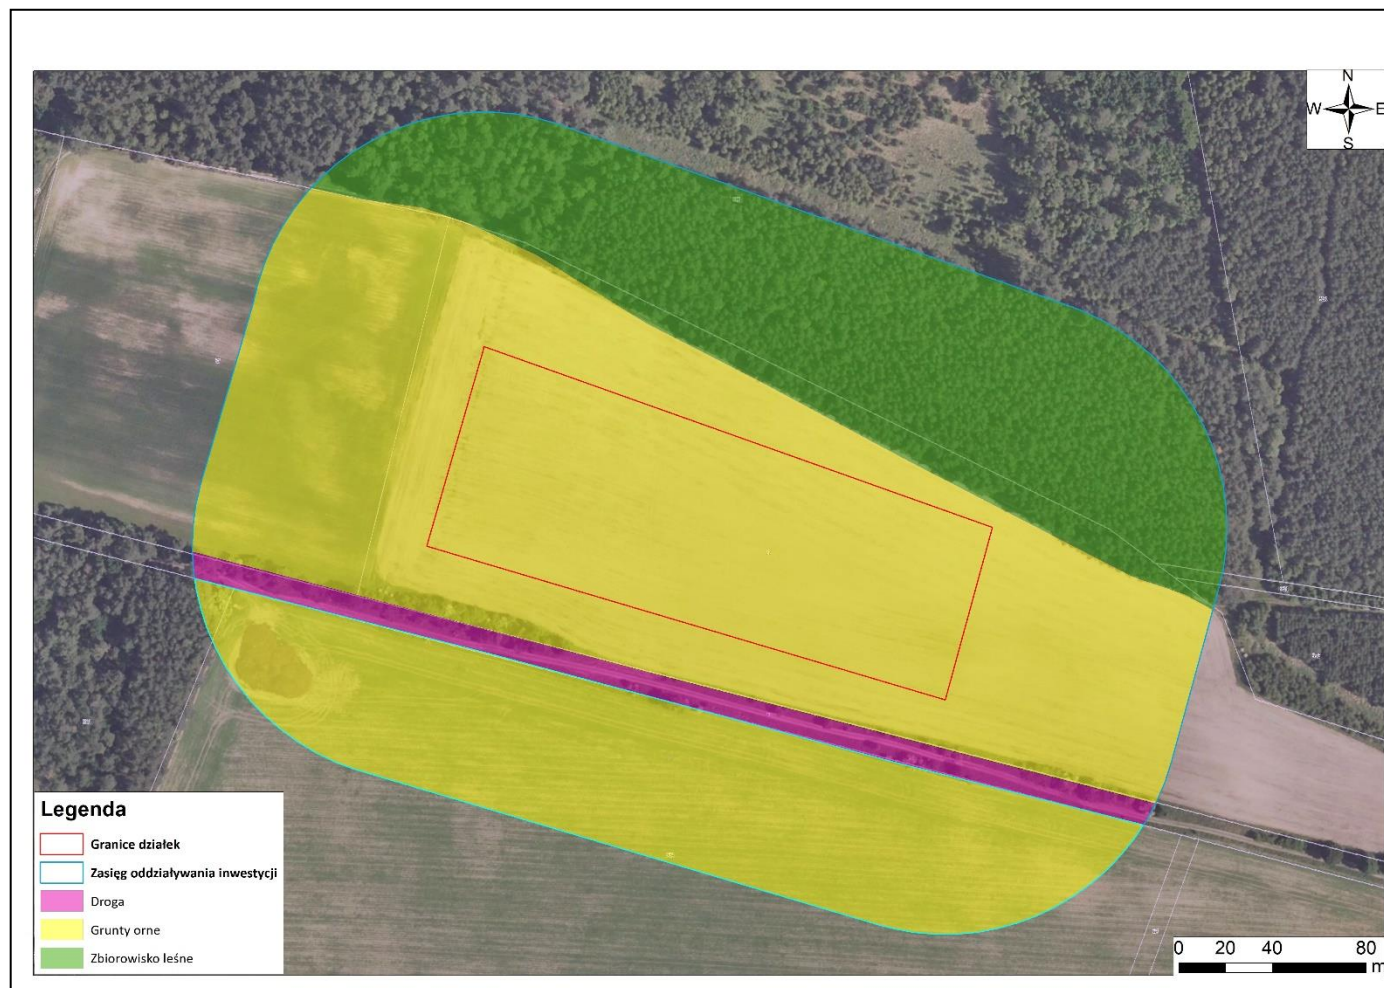 N
W E
S
Legenda
Granice działek
Zasięg oddziaływania inwestycji
Droga
Grunty orne
Zbiorowisko leśne
0 20 40 80
m